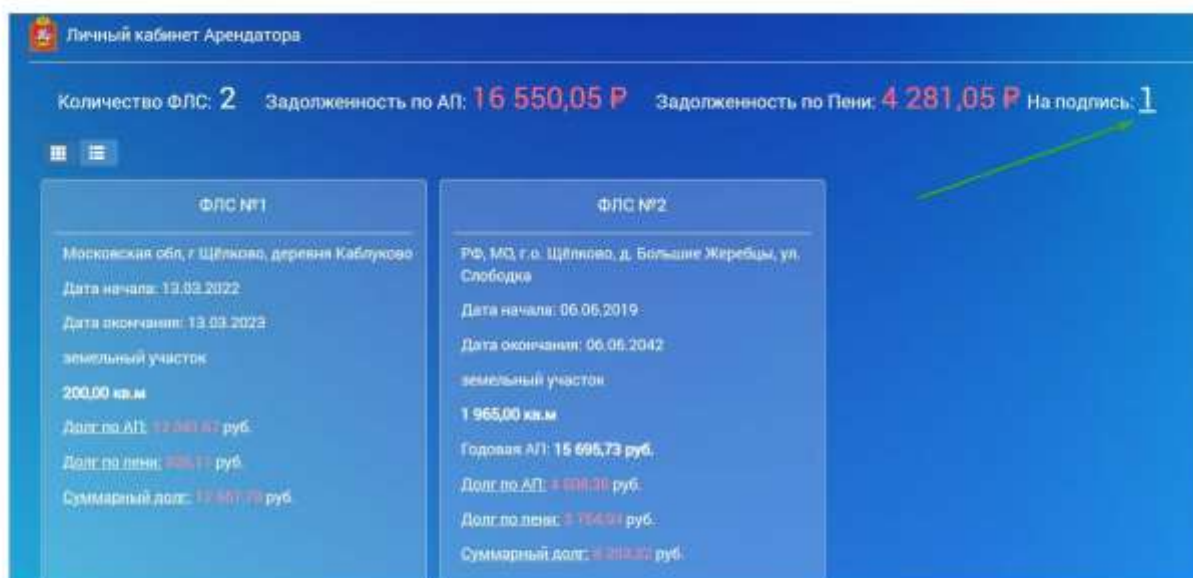 Личный кабинет Арендатора
Количество ФЛС: 2 Задолженность по АП: 16 550,05 ₽ Задолженность по Пени: 4 281,05 ₽ На подпись: 1
ФЛС №1
Московская обл, г Щёлково, деревня Каблуково
Дата начала: 13.03.2022
Дата окончания: 13.03.2023
земельный участок
200,00 кв.м
Долг по АП: руб.
Долг по пени: руб.
Суммарный долг: руб.
ФЛС №2
РФ, МО, г.о. Щёлково, д. Большие Жеребцы, ул.
Слободка
Дата начала: 06.06.2019
Дата окончания: 06.06.2042
земельный участок
1 965,00 кв.м
Годовая АП: 15 695,73 руб.
Долг по АП: руб.
Долг по пени: руб.
Суммарный долг: руб.